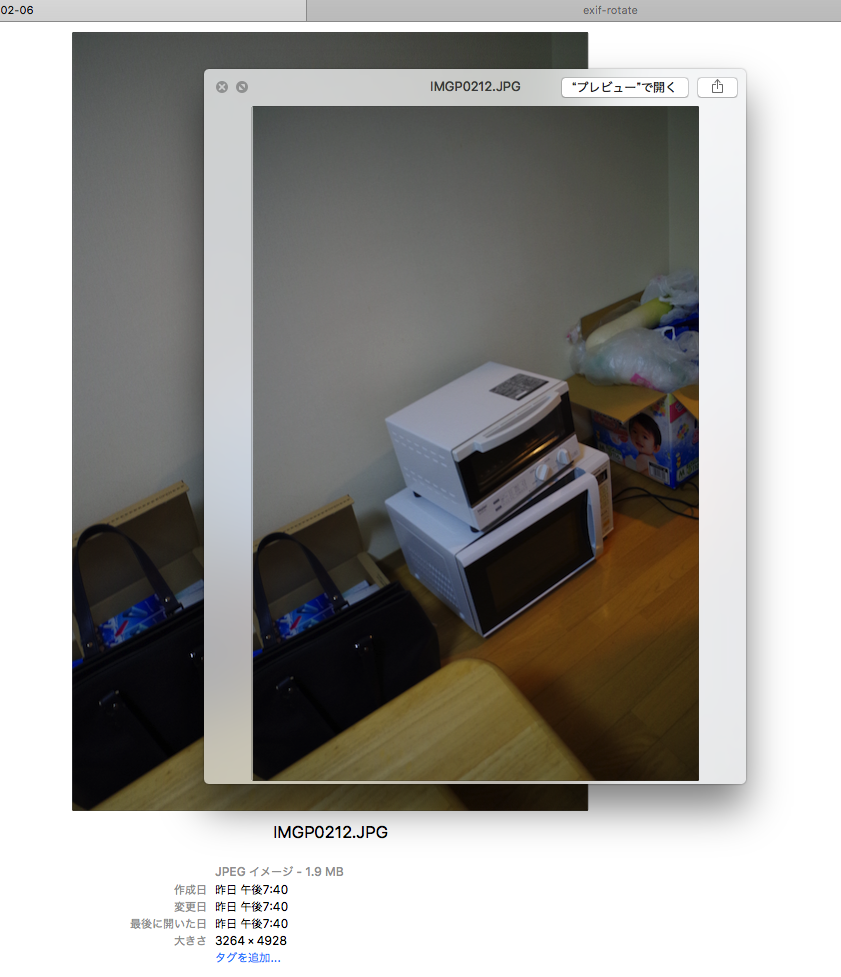 02-06
exif-rotate
IMGP0212.JPG
“プレビュー”で開く
IMGP0212.JPG
JPEG イメージ - 1.9 MB
作成日 昨日 午後7:40
変更日 昨日 午後7:40
最後に開いた日 昨日 午後7:40
大きさ 3264 × 4928
タグを追加...